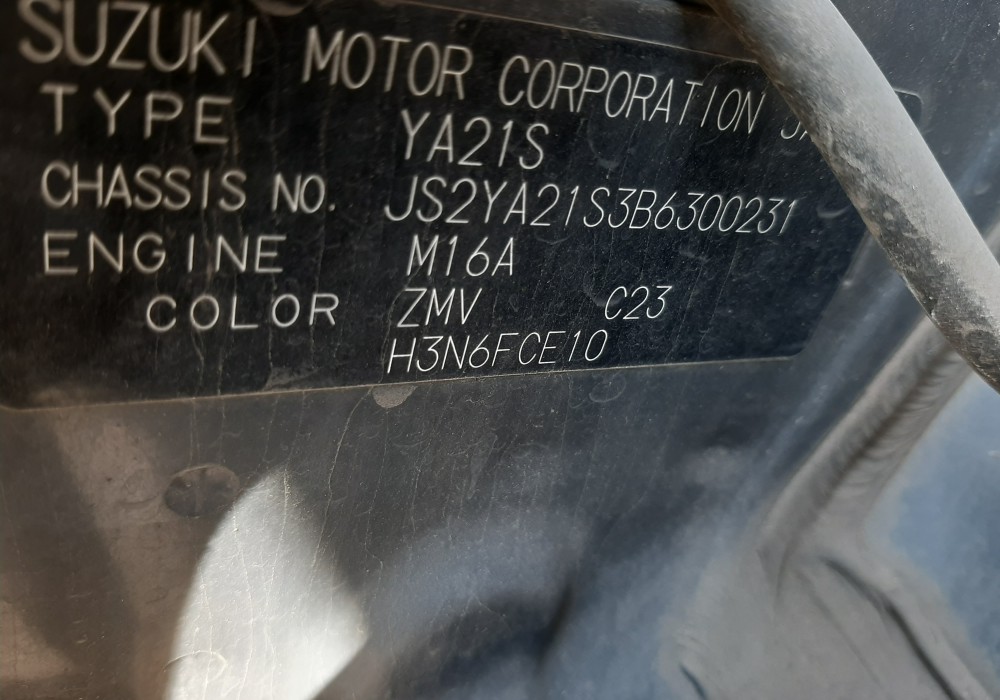 SUZUKI MOTOR CORPORATION
TYPE YA21S
CHASSIS NO. JS2YA21S3B6300231
ENGINE M16A
COLOR ZMV C23
H3N6FCE10